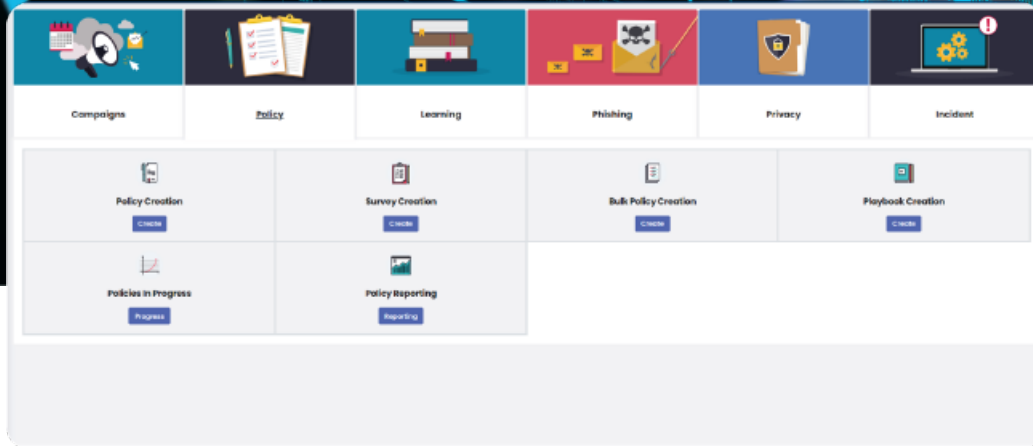 Campaigns
Policy
Learning
Phishing
Privacy
Incident
Policy Creation
Survey Creation
Bulk Policy Creation
Playbook Creation
Create
Create
Create
Create
Policies In Progress
Policy Reporting
Progress
Reporting